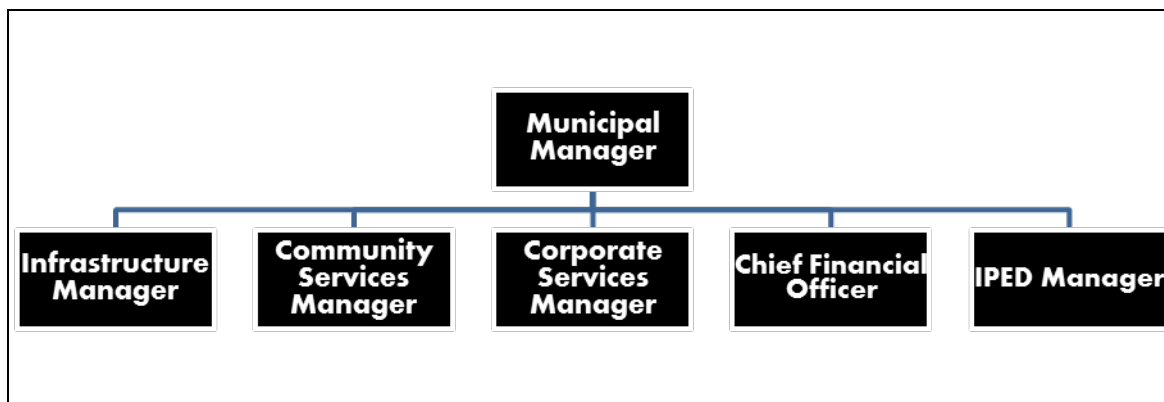 Municipal
Manager
Infrastructure
Manager
Community
Services
Manager
Corporate
Services
Manager
Chief Financial
Officer
IPED Manager